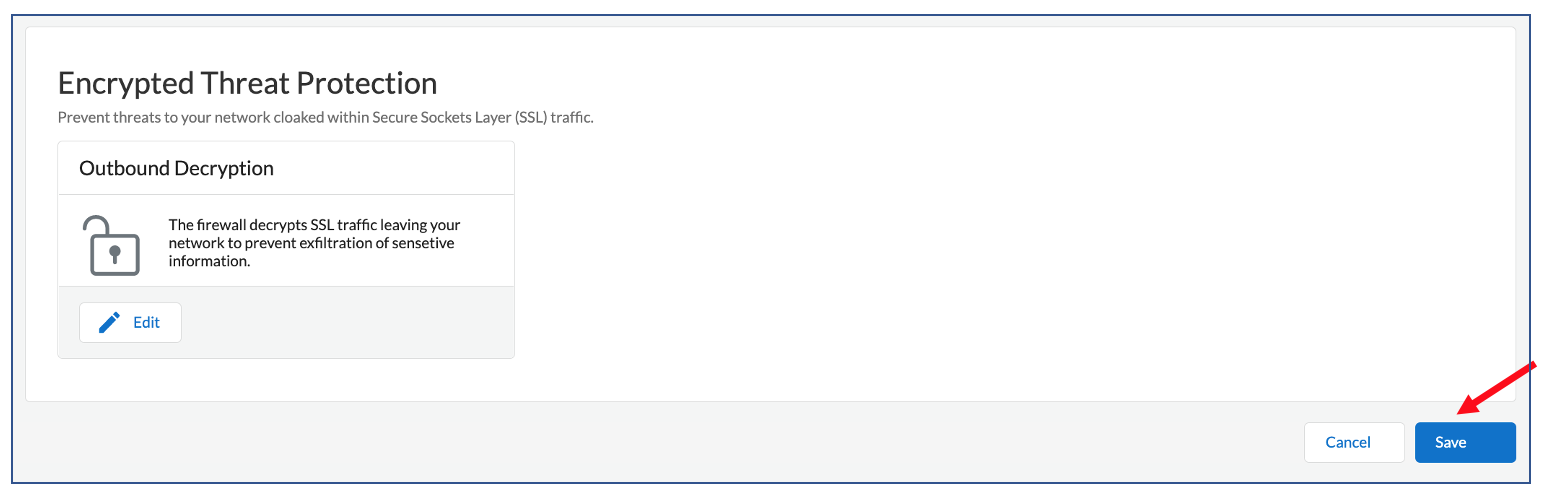 Encrypted Threat Protection
Prevent threats to your network cloaked within Secure Sockets Layer (SSL) traffic.
Outbound Decryption
The firewall decrypts SSL traffic leaving your
network to prevent exfiltration of sensetive
information.
Edit
Cancel
Save